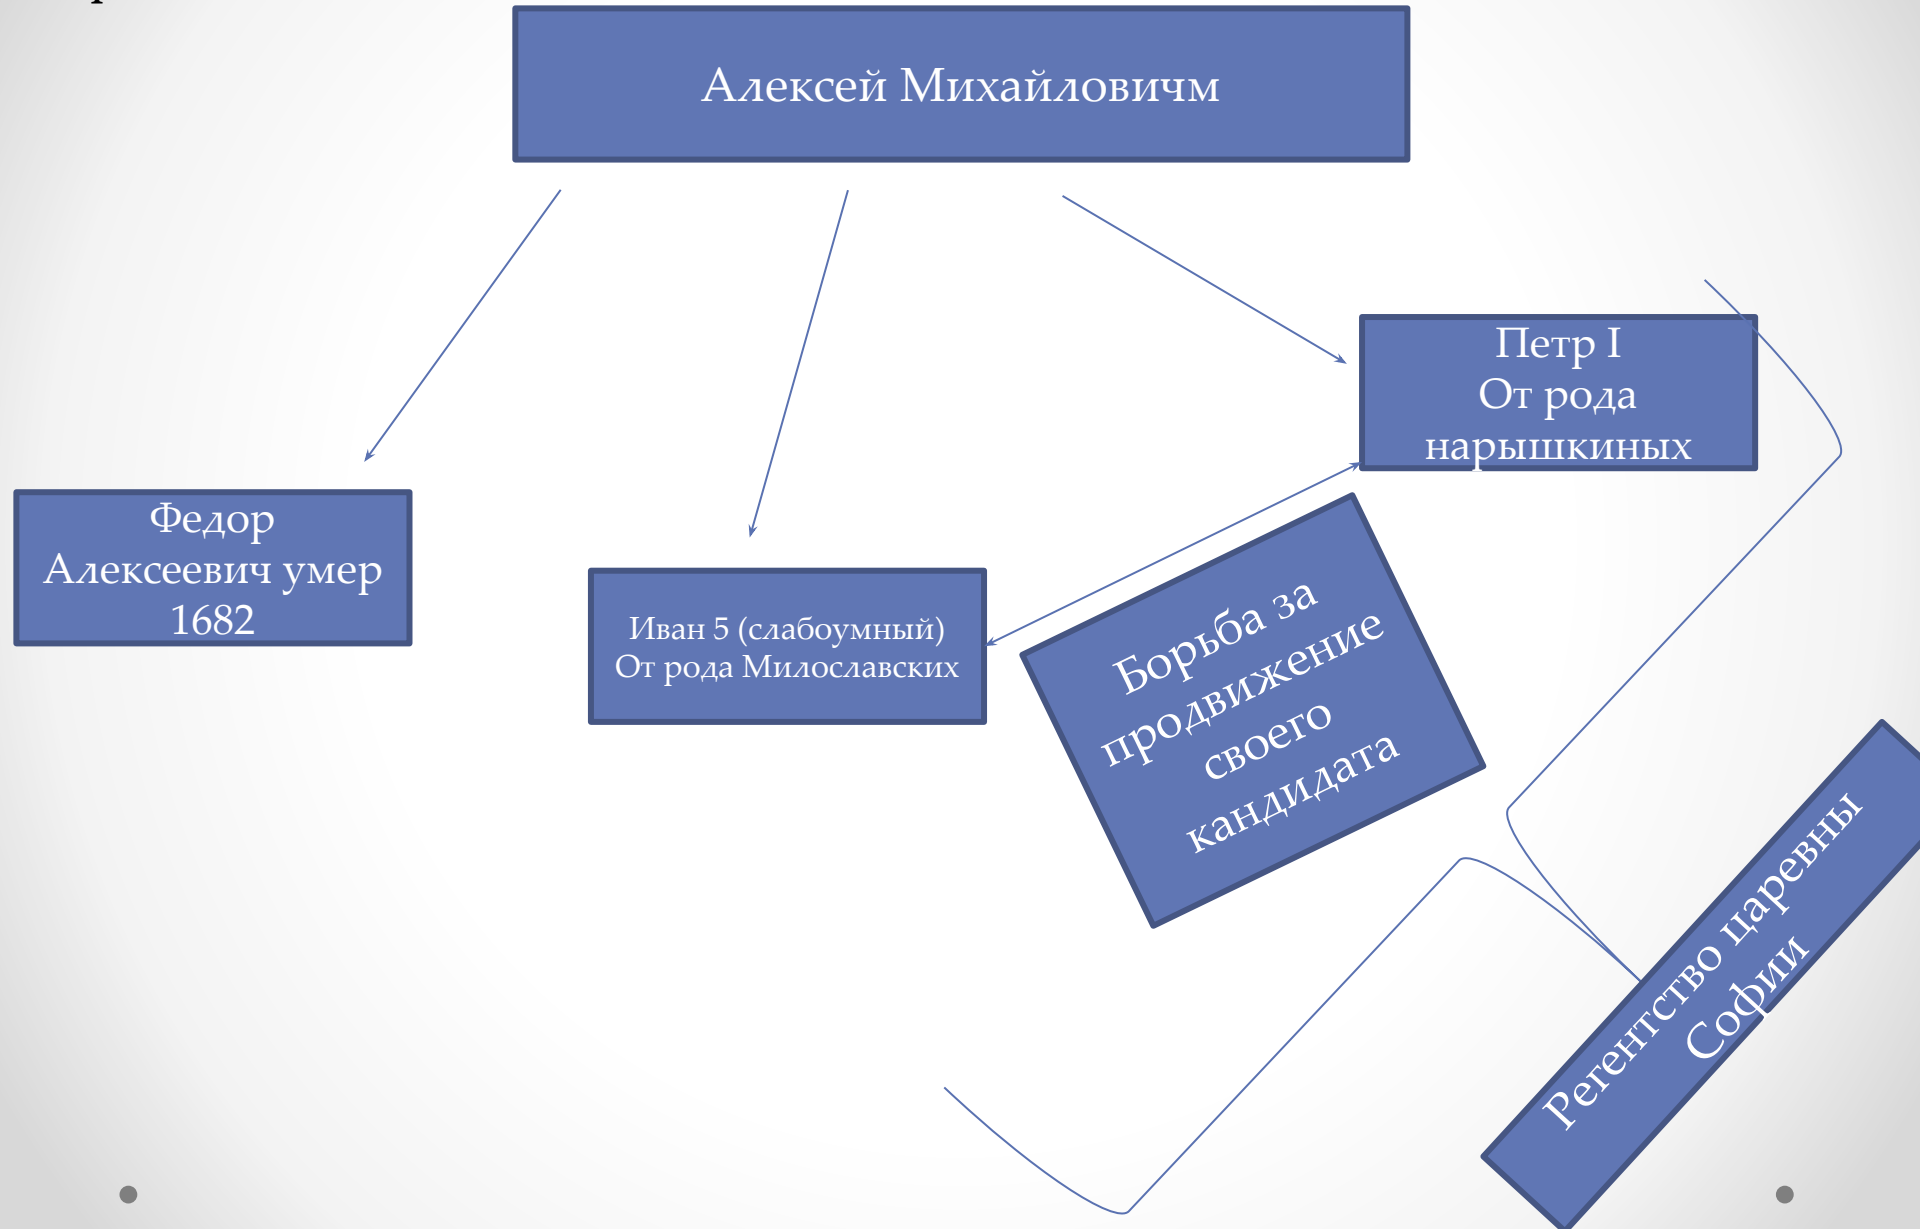 Алексей Михайловичм
Петр I
От рода
нарышкиных
Федор
Алексеевич умер
1682
Иван 5 (слабоумный)
От рода Милославских
Борьба за
продвижение
своего
кандидата
Регентство царевны
Софии